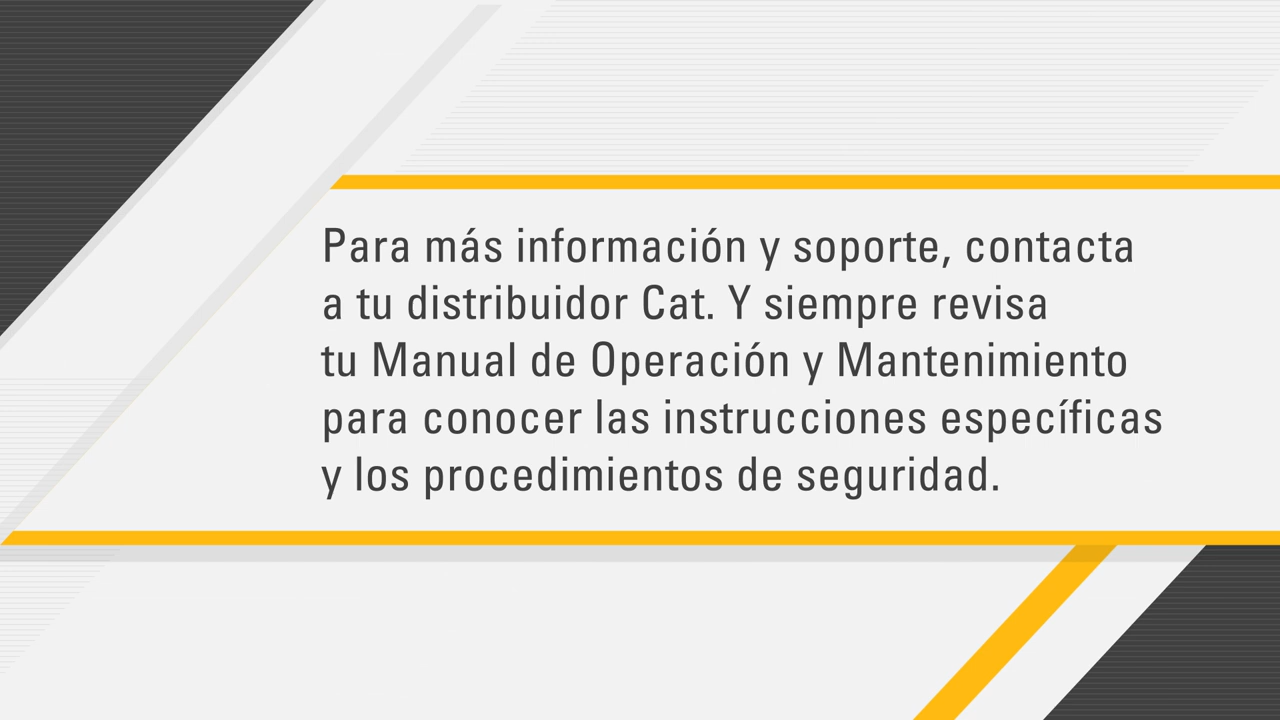 Para más información y soporte, contacta
a tu distribuidor Cat. Y siempre revisa
tu Manual de Operación y Mantenimiento
para conocer las instrucciones específicas
y los procedimientos de seguridad.